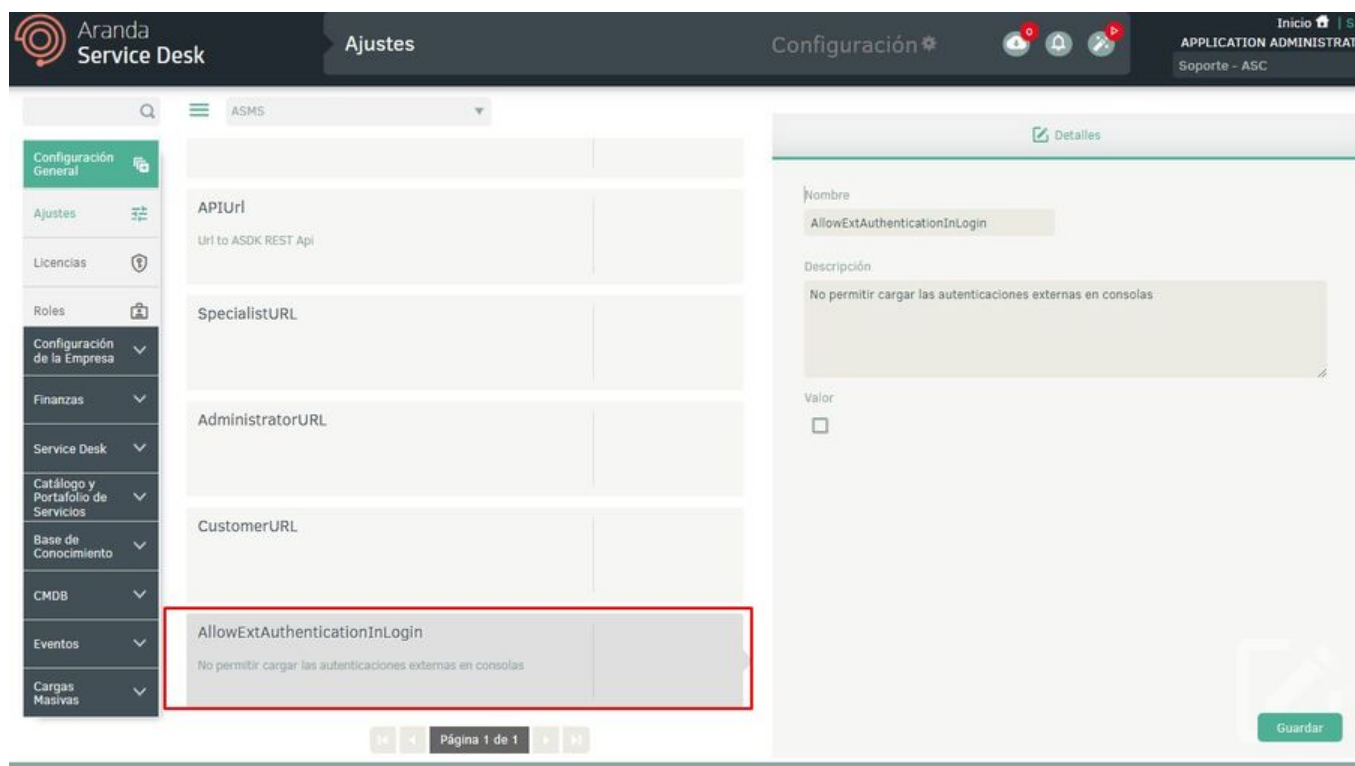 Aranda
Service Desk
Ajustes
Configuración
0
Inicio | S
APPLICATION ADMINISTRAT
Soporte - ASC
ASMS
Configuración
General
Ajustes
Licencias
Roles
Configuración
de la Empresa
Finanzas
Service Desk
Catálogo y
Portafolio de
Servicios
Base de
Conocimiento
CMDB
Eventos
Cargas
Masivas
APIUrl
Url to ASDK REST Api
SpecialistURL
AdministratorURL
CustomerURL
AllowExtAuthenticationInLogin
No permitir cargar las autenticaciones externas en consolas
Página 1 de 1
Detalles
Nombre
AllowExtAuthenticationInLogin
Descripción
No permitir cargar las autenticaciones externas en consolas
Valor
Guardar